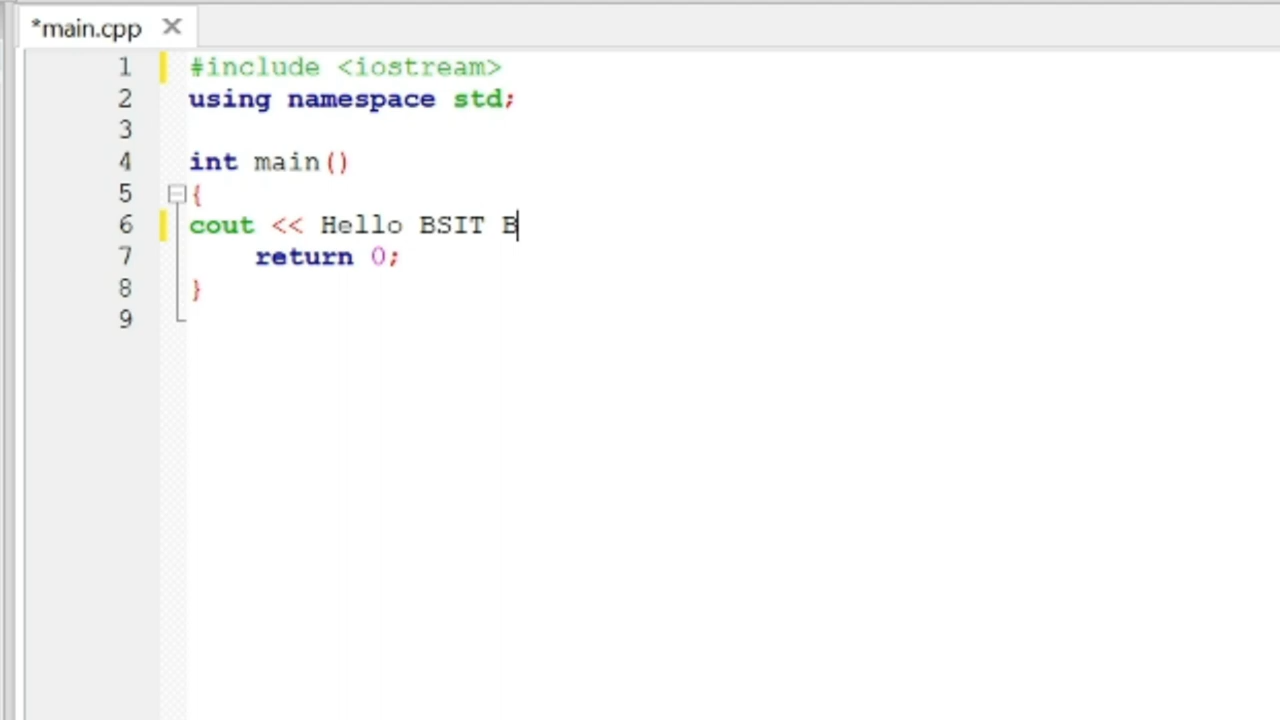 *main.cpp
1 #include <iostream>
2 using namespace std;
3
4 int main()
5 {
6 cout << Hello BSIT B
7 return 0;
8 }
9